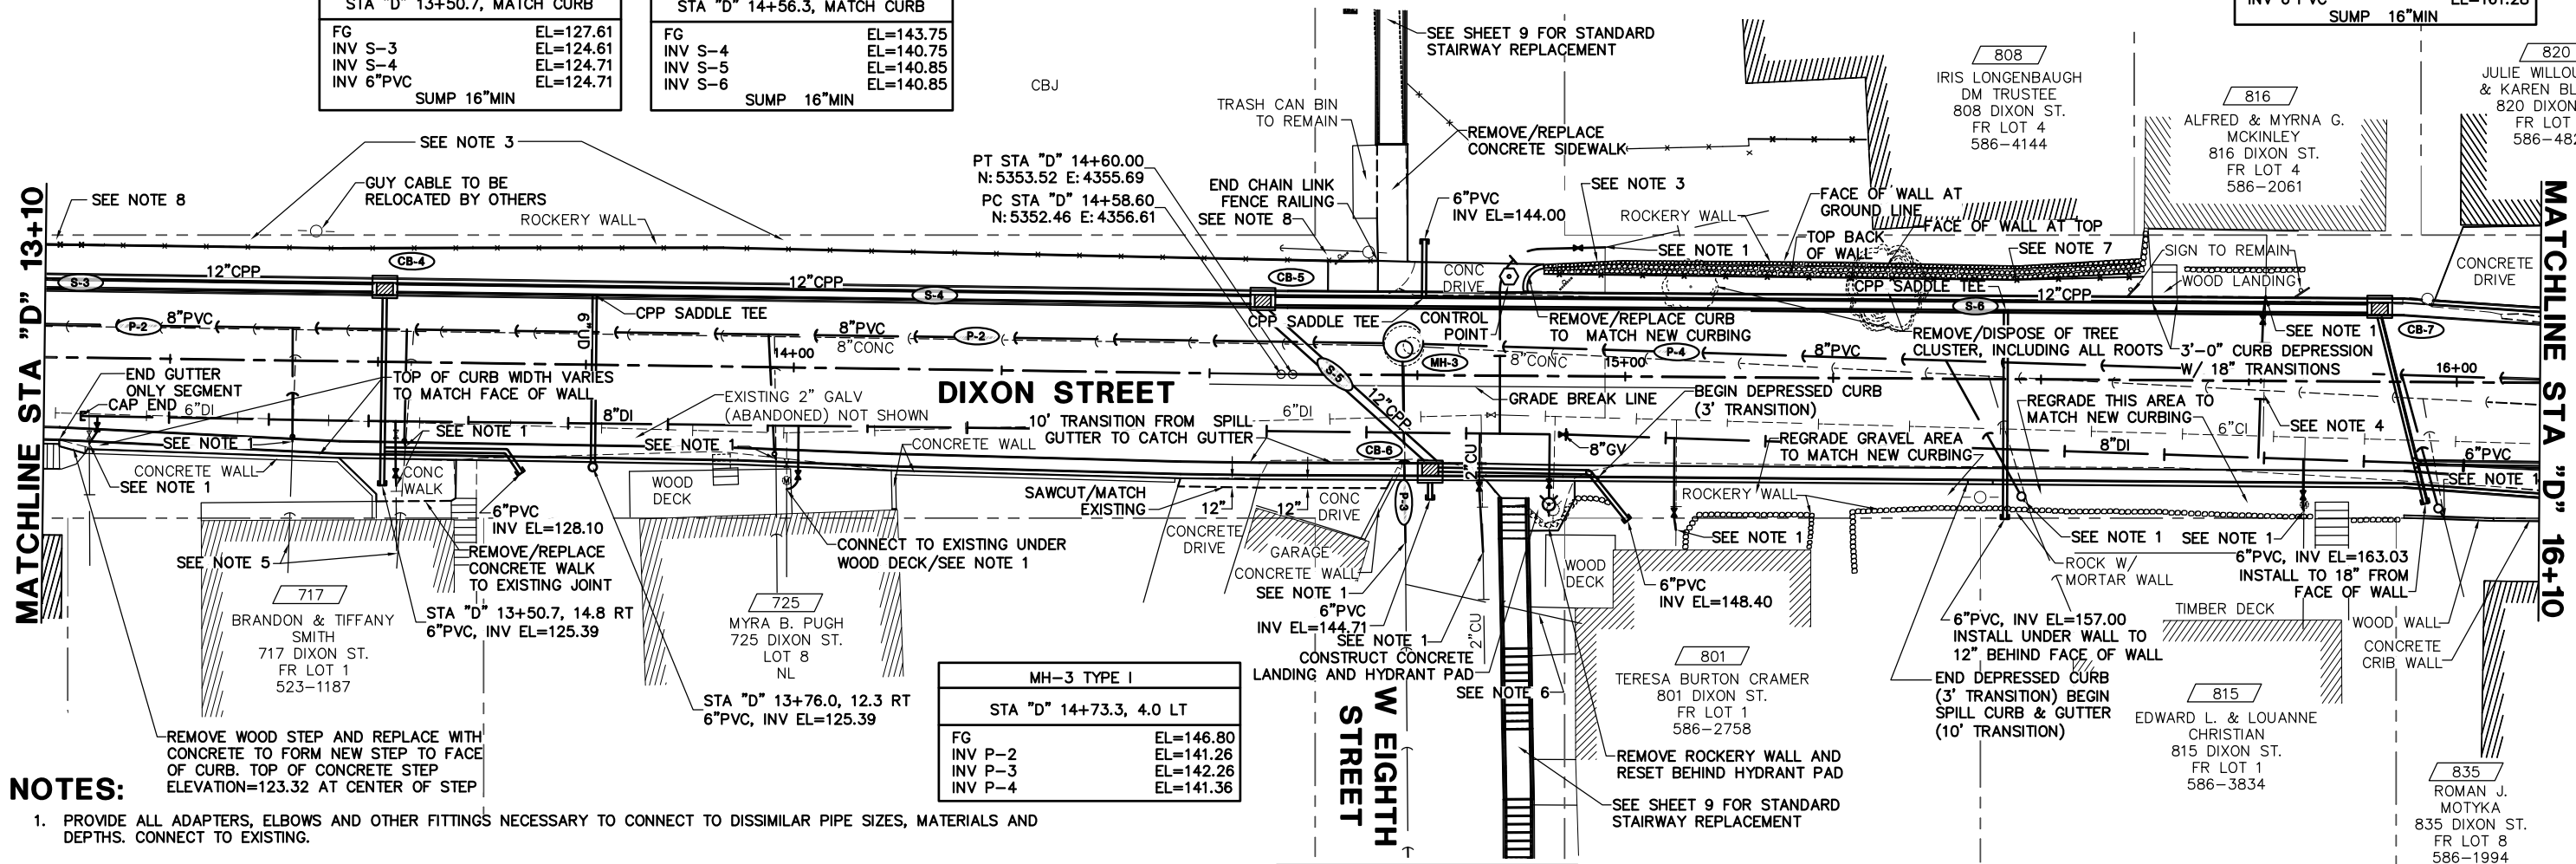 STA "D" 13+50.7, MATCH CURB
FG EL=127.61
INV S-3 EL=124.61
INV S-4 EL=124.71
INV 6"PVC EL=124.71
SUMP 16"MIN
STA "D" 14+56.3, MATCH CURB
FG EL=143.75
INV S-4 EL=140.75
INV S-5 EL=140.85
INV S-6 EL=140.85
SUMP 16"MIN
SUMP 16"MIN
CBJ
SEE SHEET 9 FOR STANDARD
STAIRWAY REPLACEMENT
TRASH CAN BIN
TO REMAIN
REMOVE/REPLACE
CONCRETE SIDEWALK
808
IRIS LONGENBAUGH
DM TRUSTEE
808 DIXON ST.
FR LOT 4
586-4144
816
ALFRED & MYRNA G.
MCKINLEY
816 DIXON ST.
FR LOT 4
586-2061
820
JULIE
& KAREN
820 DIXON
FR LOT
MATCHLINE STA "D" 13+10
SEE NOTE 8
SEE NOTE 3
GUY CABLE TO BE
RELOCATED BY OTHERS
ROCKERY WALL
PT STA "D" 14+60.00
N:5353.52 E:4355.69
PC STA "D" 14+58.60
N:5352.46 E:4356.61
END CHAIN LINK
FENCE RAILING
SEE NOTE 8
6"PVC
INV EL=144.00
SEE NOTE 3
ROCKERY WALL
FACE OF WALL AT
GROUND LINE
FACE OF WALL AT TOP
TOP BACK
OF WALL
SEE NOTE 1
SEE NOTE 7
SIGN TO REMAIN
WOOD LANDING
CONCRETE
DRIVE
MATCHLINE STA "D" 16+10
S-3
12"CPP
CB-4
12"CPP
S-4
CB-5
CONC
DRIVE
CPP SADDLE TEE
S-6
12"CPP
CB-7
P-2
8"PVC
6"UD
CPP SADDLE TEE
8"PVC
8"CONC
P-2
CPP SADDLE TEE
CONTROL
POINT
REMOVE/REPLACE CURB
TO MATCH NEW CURBING
REMOVE/DISPOSE OF TREE
CLUSTER, INCLUDING ALL ROOTS
SEE NOTE 1
3'-0" CURB DEPRESSION
W/ 18" TRANSITIONS
14+00
S-5
MH-3
8"CONC
15+00
P-4
8"PVC
16+00
END GUTTER
ONLY SEGMENT
CAP END
6"DI
TOP OF CURB WIDTH VARIES
TO MATCH FACE OF WALL
8"DI
EXISTING 2" GALV
(ABANDONED) NOT SHOWN
DIXON STREET
10' TRANSITION FROM SPILL
GUTTER TO CATCH GUTTER
6"DI
12"CPP
GRADE BREAK LINE
BEGIN DEPRESSED CURB
(3' TRANSITION)
REGRADE THIS AREA TO
MATCH NEW CURBING
6"CI
SEE NOTE 4
SEE NOTE 1
SEE NOTE 1
SEE NOTE 1
CONCRETE WALL
CB-6
2"CU
8"GV
REGRADE GRAVEL AREA
TO MATCH NEW CURBING
8"DI
6"PVC
CONCRETE WALL
SEE NOTE 1
CONC
WALK
WOOD
DECK
SAWCUT/MATCH
EXISTING
12"
12"
CONC
DRIVE
P-3
ROCKERY WALL
SEE NOTE 1
6"PVC
INV EL=128.10
CONCRETE
DRIVE
GARAGE
CONCRETE WALL
SEE NOTE 1
SEE NOTE 5
REMOVE/REPLACE
CONCRETE WALK
TO EXISTING JOINT
CONNECT TO EXISTING UNDER
WOOD DECK/SEE NOTE 1
WOOD
DECK
SEE NOTE 1
SEE NOTE 1
SEE NOTE 1
ROCK W/
MORTAR WALL
6"PVC, INV EL=163.03
INSTALL TO 18" FROM
FACE OF WALL
717
BRANDON & TIFFANY
SMITH
717 DIXON ST.
FR LOT 1
523-1187
STA "D" 13+50.7, 14.8 RT
6"PVC, INV EL=125.39
725
MYRA B. PUGH
725 DIXON ST.
LOT 8
NL
6"PVC
INV EL=144.71
SEE NOTE 1
2"CU
CONSTRUCT CONCRETE
LANDING AND HYDRANT PAD
SEE NOTE 6
6"PVC
INV EL=148.40
801
TERESA BURTON CRAMER
801 DIXON ST.
FR LOT 1
586-2758
6"PVC, INV EL=157.00
INSTALL UNDER WALL TO
12" BEHIND FACE OF WALL
TIMBER DECK
WOOD WALL
CONCRETE
CRIB WALL
END DEPRESSED CURB
(3' TRANSITION) BEGIN
SPILL CURB & GUTTER
(10' TRANSITION)
815
EDWARD L. & LOUANNE
CHRISTIAN
815 DIXON ST.
FR LOT 1
586-3834
STA "D" 13+76.0, 12.3 RT
6"PVC, INV EL=125.39
MH-3 TYPE I
STA "D" 14+73.3, 4.0 LT
FG EL=146.80
INV P-2 EL=141.26
INV P-3 EL=142.26
INV P-4 EL=141.36
W EIGHTH
STREET
REMOVE ROCKERY WALL AND
RESET BEHIND HYDRANT PAD
SEE SHEET 9 FOR STANDARD
STAIRWAY REPLACEMENT
835
ROMAN J.
MOTYKA
835 DIXON ST.
FR LOT 8
586-1994
REMOVE WOOD STEP AND REPLACE WITH
CONCRETE TO FORM NEW STEP TO FACE
OF CURB. TOP OF CONCRETE STEP
ELEVATION=123.32 AT CENTER OF STEP
NOTES:
1. PROVIDE ALL ADAPTERS, ELBOWS AND OTHER FITTINGS NECESSARY TO CONNECT TO DISSIMILAR PIPE SIZES, MATERIALS AND
DEPTHS. CONNECT TO EXISTING.